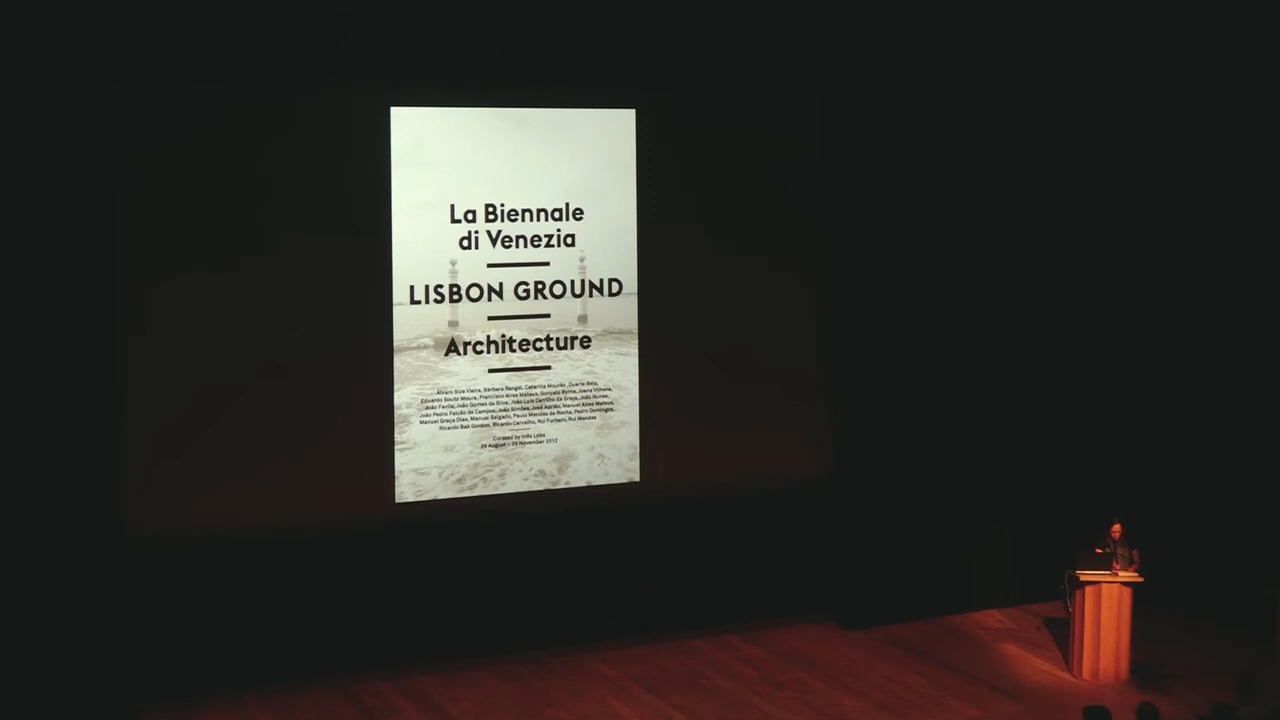 La Biennale
di Venezia
LISBON GROUND
Architecture
Álvaro Siza Vieira, Bárbara Rangel, Catarina Mourão, Duarte Belo,
Eduardo Souto Moura, Francisco Aires Mateus, Gonçalo Byrne, Joana Vilhena,
João Favila, João Gomes da Silva, João Luís Carrilho da Graça, João Nunes,
João Pedro Falcão de Campos, João Simões, José Adrião, Manuel Aires Mateus,
Manuel Graça Dias, Manuel Salgado, Paulo Mendes da Rocha, Pedro Domingos,
Ricardo Bak Gordon, Ricardo Carvalho, Rui Furtado, Rui Mendes
Curated by Inês Lobo
29 August – 25 November 2012